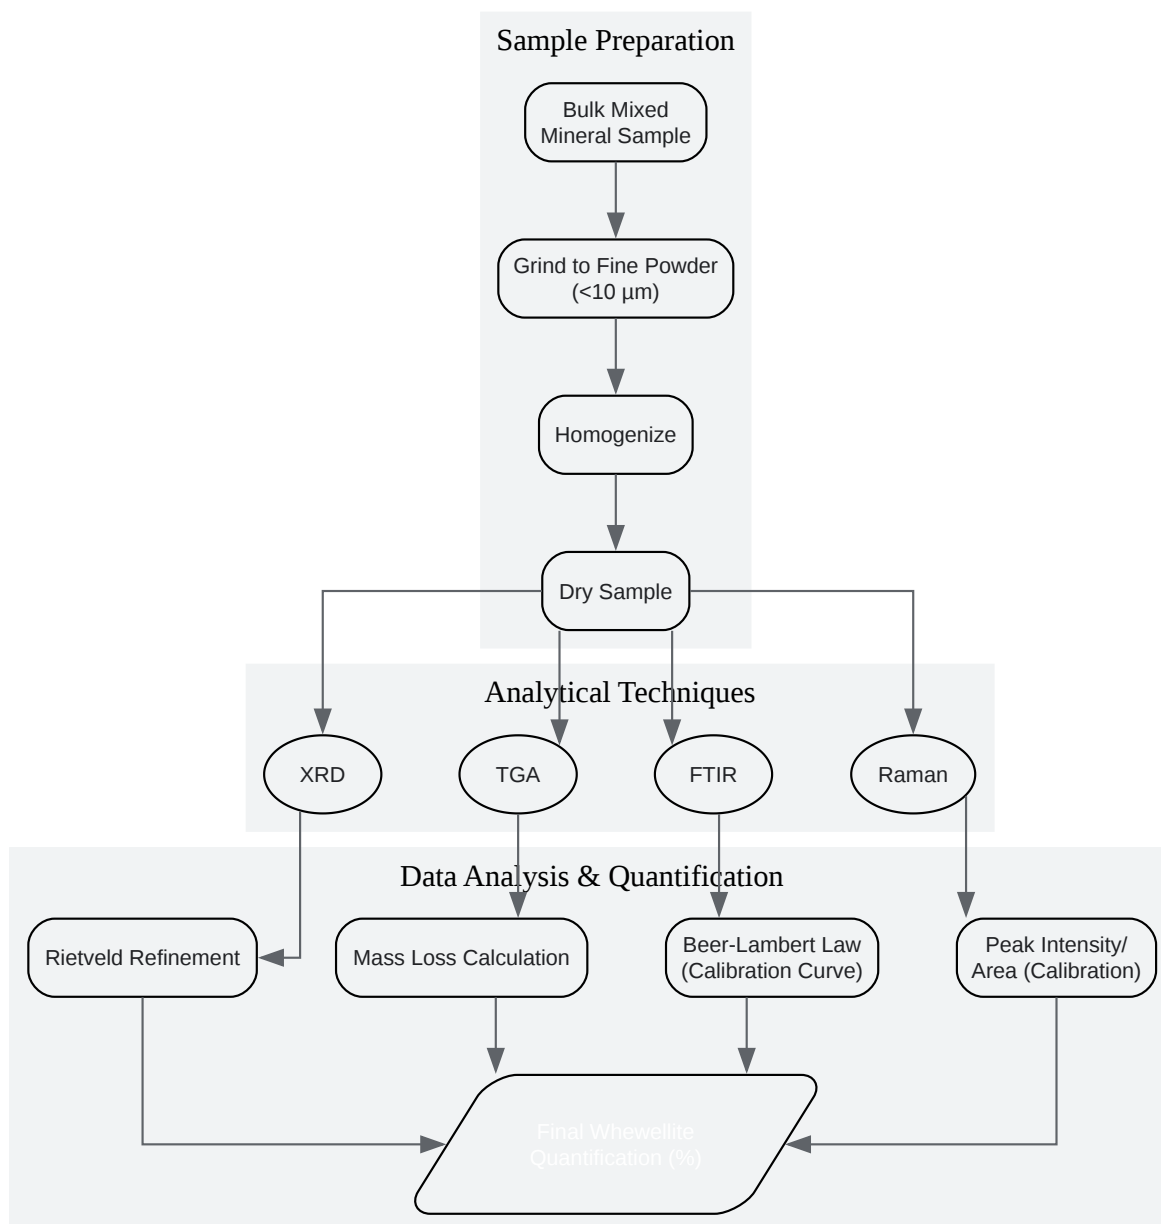 Sample Preparation
Bulk Mixed
Mineral Sample
Grind to Fine Powder
(<10 µm)
Homogenize
Dry Sample
Analytical Techniques
XRD
TGA
FTIR
Raman
Data Analysis & Quantification
Rietveld Refinement
Mass Loss Calculation
Beer-Lambert Law
(Calibration Curve)
Peak Intensity/
Area (Calibration)
Final Whewellite
Quantification (%)